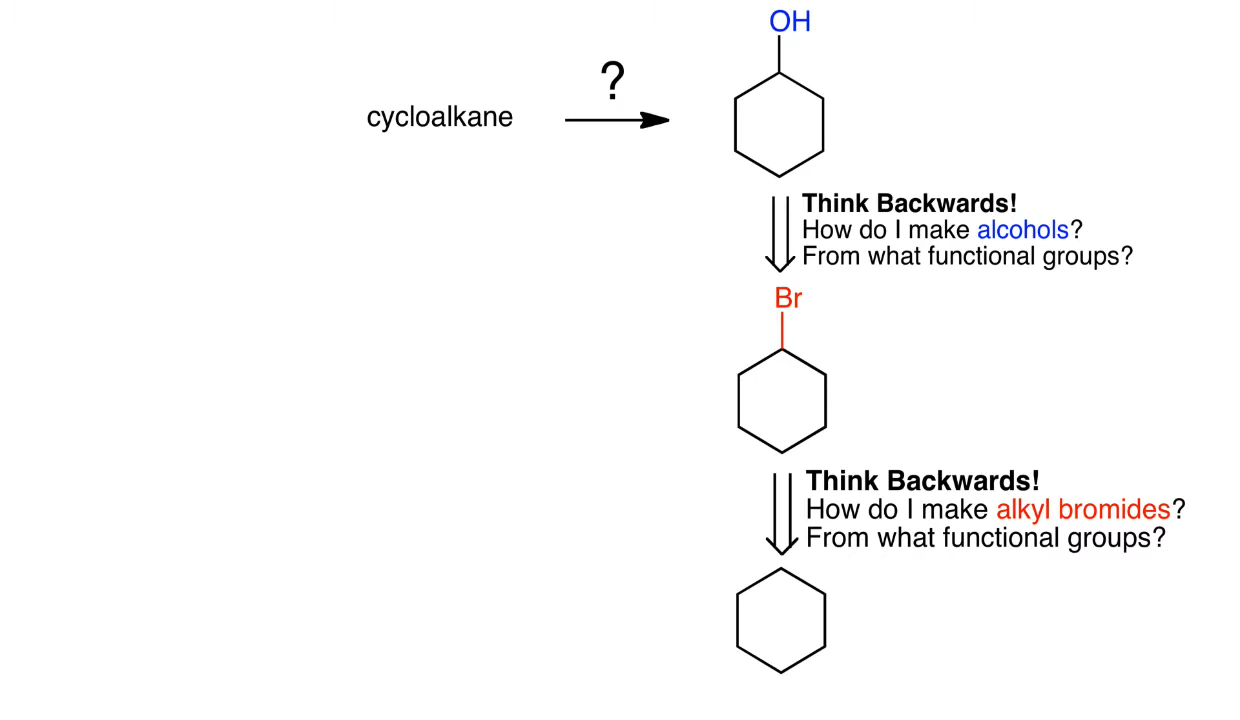 OH
?
cycloalkane
Think Backwards!
How do I make alcohols?
From what functional groups?
Br
Think Backwards!
How do I make alkyl bromides?
From what functional groups?